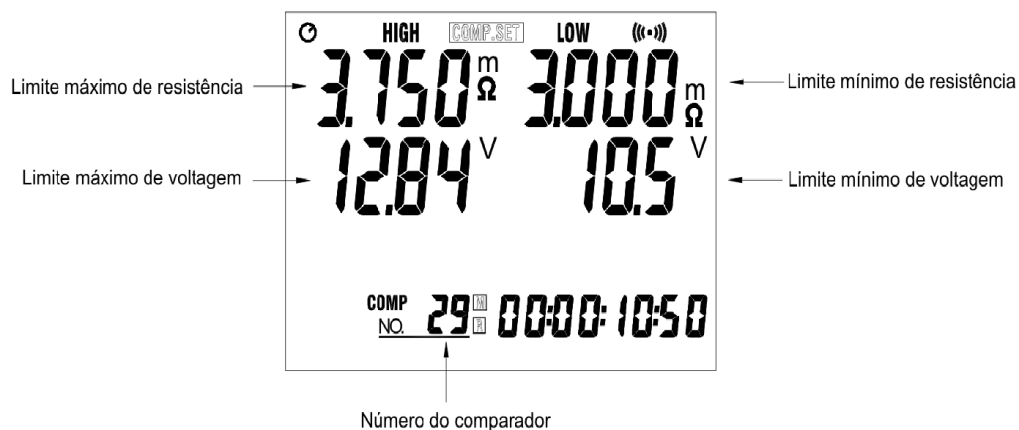 HIGH COMP.SET LOW
3.750 mΩ 3.000 mΩ
Limite máximo de resistência
Limite mínimo de resistência
12.84 V 10.5 V
Limite máximo de voltagem
Limite mínimo de voltagem
COMP NO. 29 M R 00:00:10:50
Número do comparador